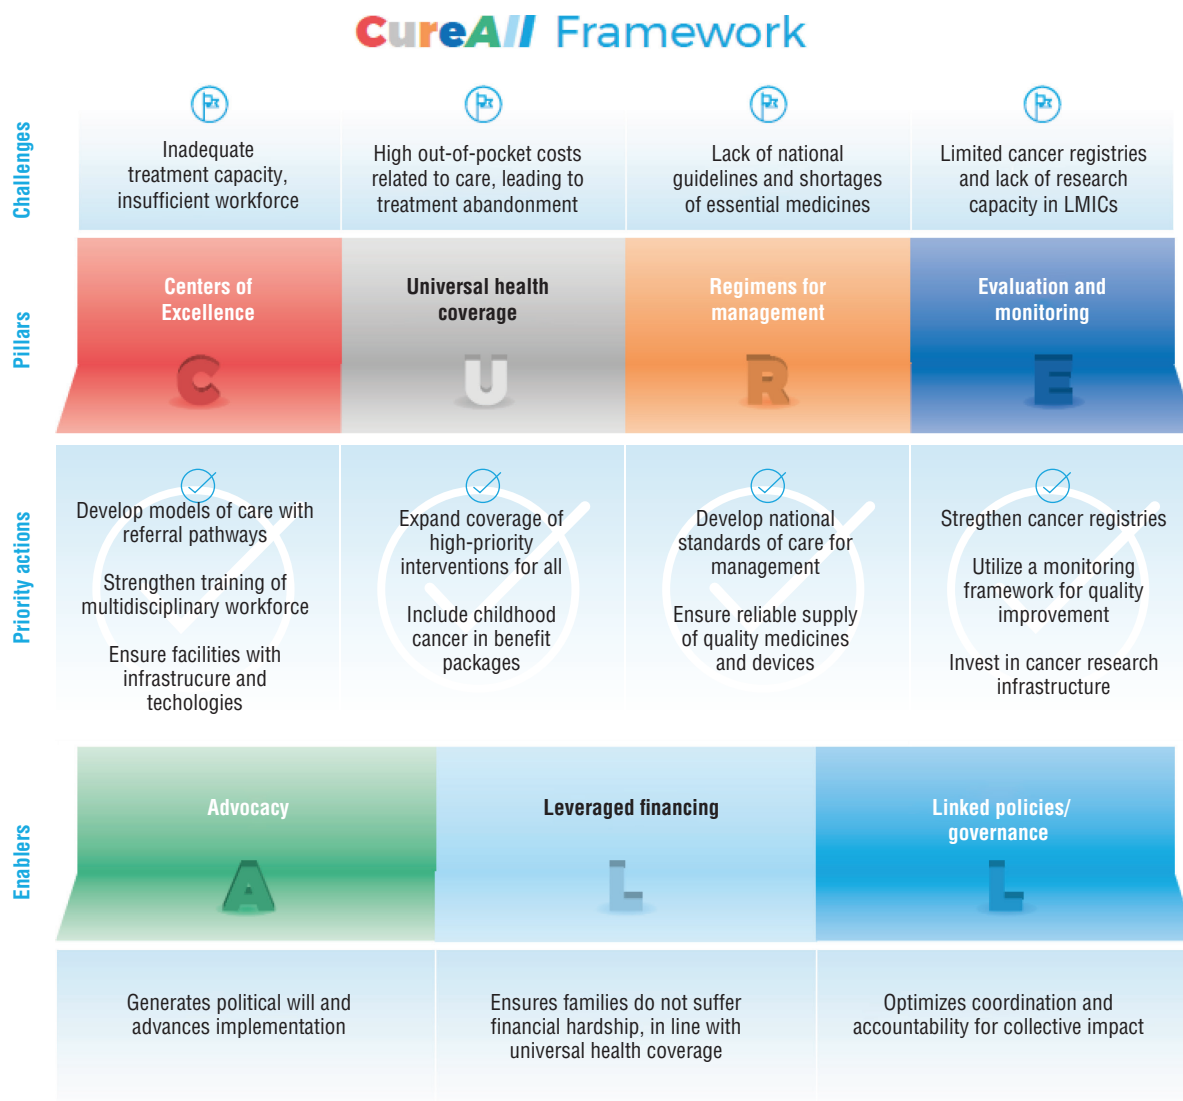 CureAll Framework
Challenges
Inadequate
treatment capacity,
insufficient workforce
High out-of-pocket costs
related to care, leading to
treatment abandonment
Lack of national
guidelines and shortages
of essential medicines
Limited cancer registries
and lack of research
capacity in LMICs
Pillars
Centers of
Excellence
C
Universal health
coverage
U
Regimens for
management
R
Evaluation and
monitoring
E
Priority actions
Develop models of care with
referral pathways
Strengthen training of
multidisciplinary workforce
Ensure facilities with
infrastrucure and
techologies
Expand coverage of
high-priority
interventions for all
Include childhood
cancer in benefit
packages
Develop national
standards of care for
management
Ensure reliable supply
of quality medicines
and devices
Stregthen cancer registries
Utilize a monitoring
framework for quality
improvement
Invest in cancer research
infrastructure
Enablers
Advocacy
A
Leveraged financing
L
Linked policies/
governance
L
Generates political will and
advances implementation
Ensures families do not suffer
financial hardship, in line with
universal health coverage
Optimizes coordination and
accountability for collective impact